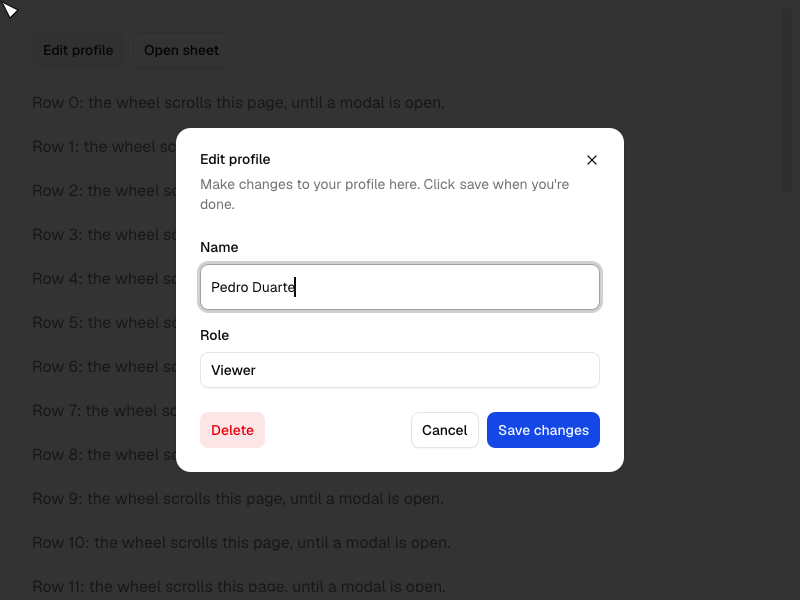 Edit profile
Open sheet
Row 0: the wheel scrolls this page, until a modal is open.
Row 1: the wheel sc
Row 2: the wheel sc
Row 3: the wheel sc
Row 4: the wheel sc
Row 5: the wheel sc
Row 6: the wheel sc
Row 7: the wheel sc
Row 8: the wheel sc
Row 9: the wheel scrolls this page, until a modal is open.
Row 10: the wheel scrolls this page, until a modal is open.
Row 11: the wheel scrolls this page, until a modal is open.
Edit profile
Make changes to your profile here. Click save when you're
done.
Name
Pedro Duarte
Role
Viewer
Delete
Cancel
Save changes